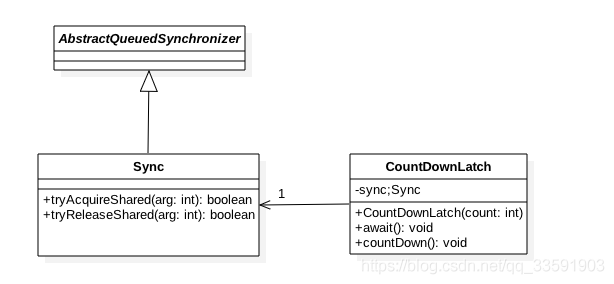 AbstractQueuedSynchronizer
Sync
+tryAcquireShared(arg: int): boolean
+tryReleaseShared(arg: int): boolean
1
CountDownLatch
-sync;Sync
+CountDownLatch(count: int)
+await(): void
+countDown(): void
https://blog.csdn.net/qq_33591903